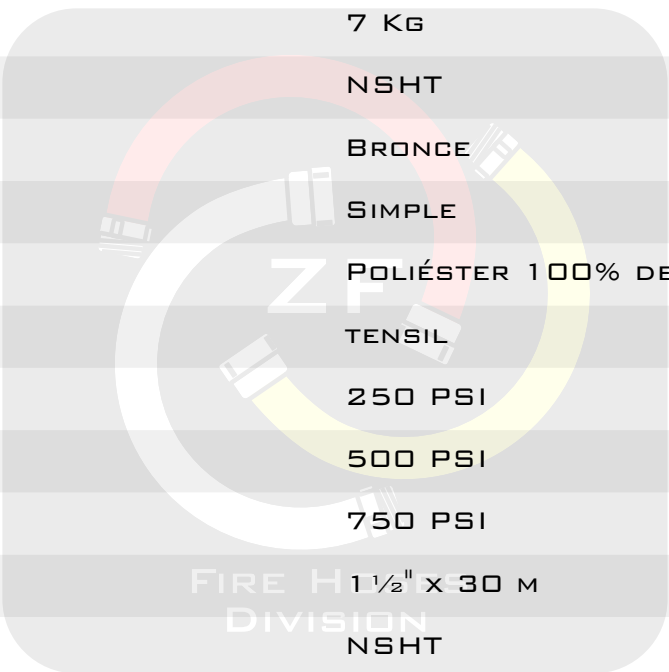 7 Kg
NSHT
Bronce
Simple
ZF
Poliéster 100% de
tensil
250 PSI
500 PSI
750 PSI
Fire Hoses
1 ½" x 30 m
Division
NSHT